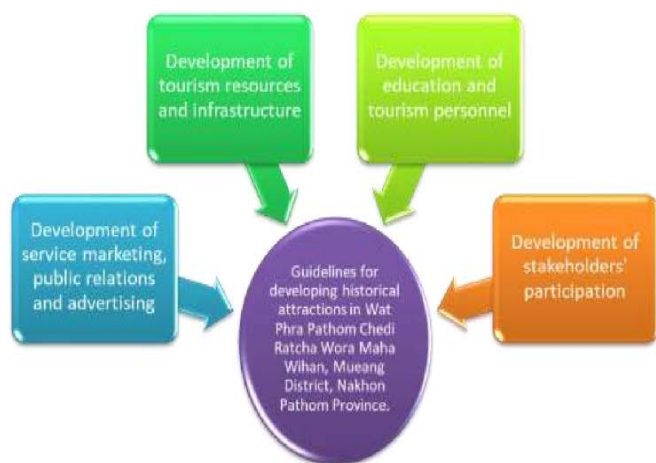 Development of
tourism resources
and infrastructure
Development of
education and
tourism personnel
Development of
service marketing,
public relations
and advertising
Development of
stakeholders'
participation
Guidelines for
developing historical
attractions in Wat
Phra Pathom Chedi
Ratcha Wora Maha
Wihan, Mueang
District, Nakhon
Pathom Province.